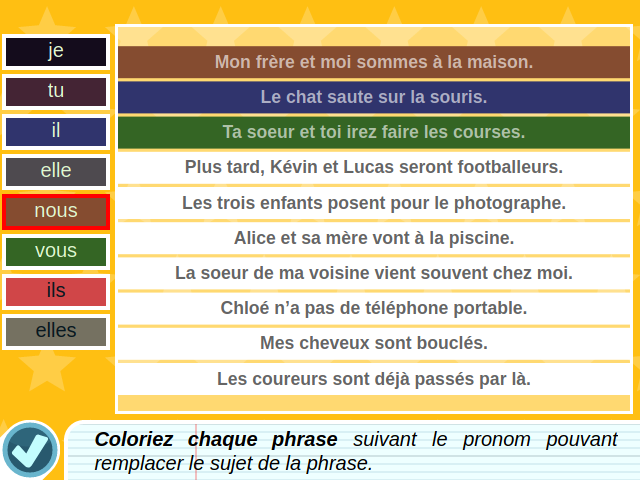 je
tu
il
elle
nous
vous
ils
elles
Mon frère et moi sommes à la maison.
Le chat saute sur la souris.
Ta soeur et toi irez faire les courses.
Plus tard, Kévin et Lucas seront footballeurs.
Les trois enfants posent pour le photographe.
Alice et sa mère vont à la piscine.
La soeur de ma voisine vient souvent chez moi.
Chloé n’a pas de téléphone portable.
Mes cheveux sont bouclés.
Les coureurs sont déjà passés par là.
Coloriez chaque phrase suivant le pronom pouvant
remplacer le sujet de la phrase.